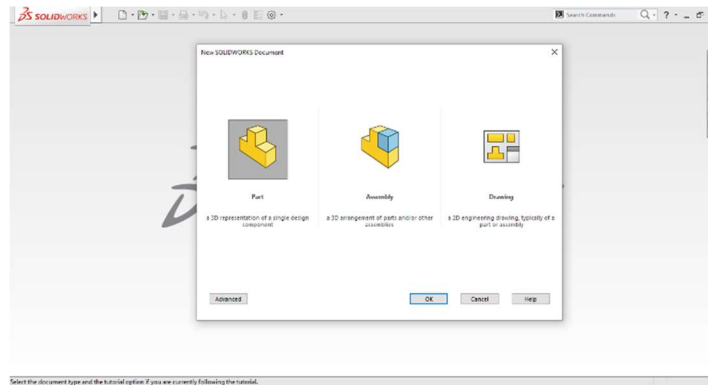 SOLIDWORKS
Search Commands
New SOLIDWORKS Document
Part
a 3D representation of a single design
component
Assembly
a 3D arrangement of parts and/or other
assemblies
Drawing
a 2D engineering drawing, typically of a
part or assembly
Advanced
OK
Cancel
Help
Select the document type and the tutorial option if you are currently following the tutorial.